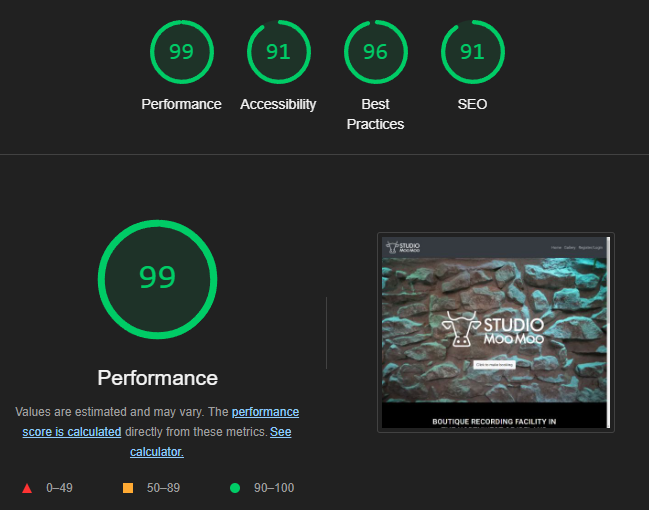 99
91
96
91
Performance
Accessibility
Best
Practices
SEO
99
Performance
Values are estimated and may vary. The performance
score is calculated directly from these metrics. See
calculator.
0–49
50–89
90–100
STUDIO
MooMoo
Home Gallery Register/Login
STUDIO
MooMoo
Click to make booking
BOUTIQUE RECORDING FACILITY IN